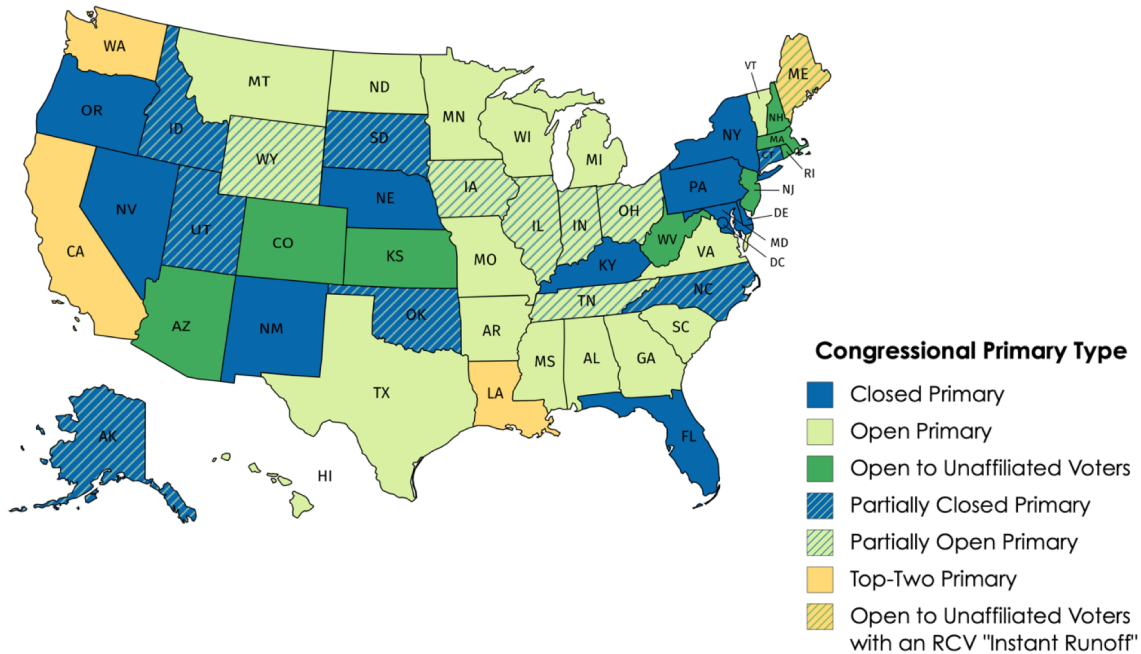 WA
MT
ND
MN
VT
ME
OR
ID
SD
WI
MI
NY
NH
MA
CT
RI
WY
IA
NE
PA
NJ
NV
UT
CO
IL
IN
OH
DE
MD
DC
CA
KS
MO
WV
VA
KY
AZ
NM
OK
AR
TN
NC
SC
TX
LA
MS
AL
GA
FL
AK
HI
Congressional Primary Type
Closed Primary
Open Primary
Open to Unaffiliated Voters
Partially Closed Primary
Partially Open Primary
Top-Two Primary
Open to Unaffiliated Voters
with an RCV "Instant Runoff"